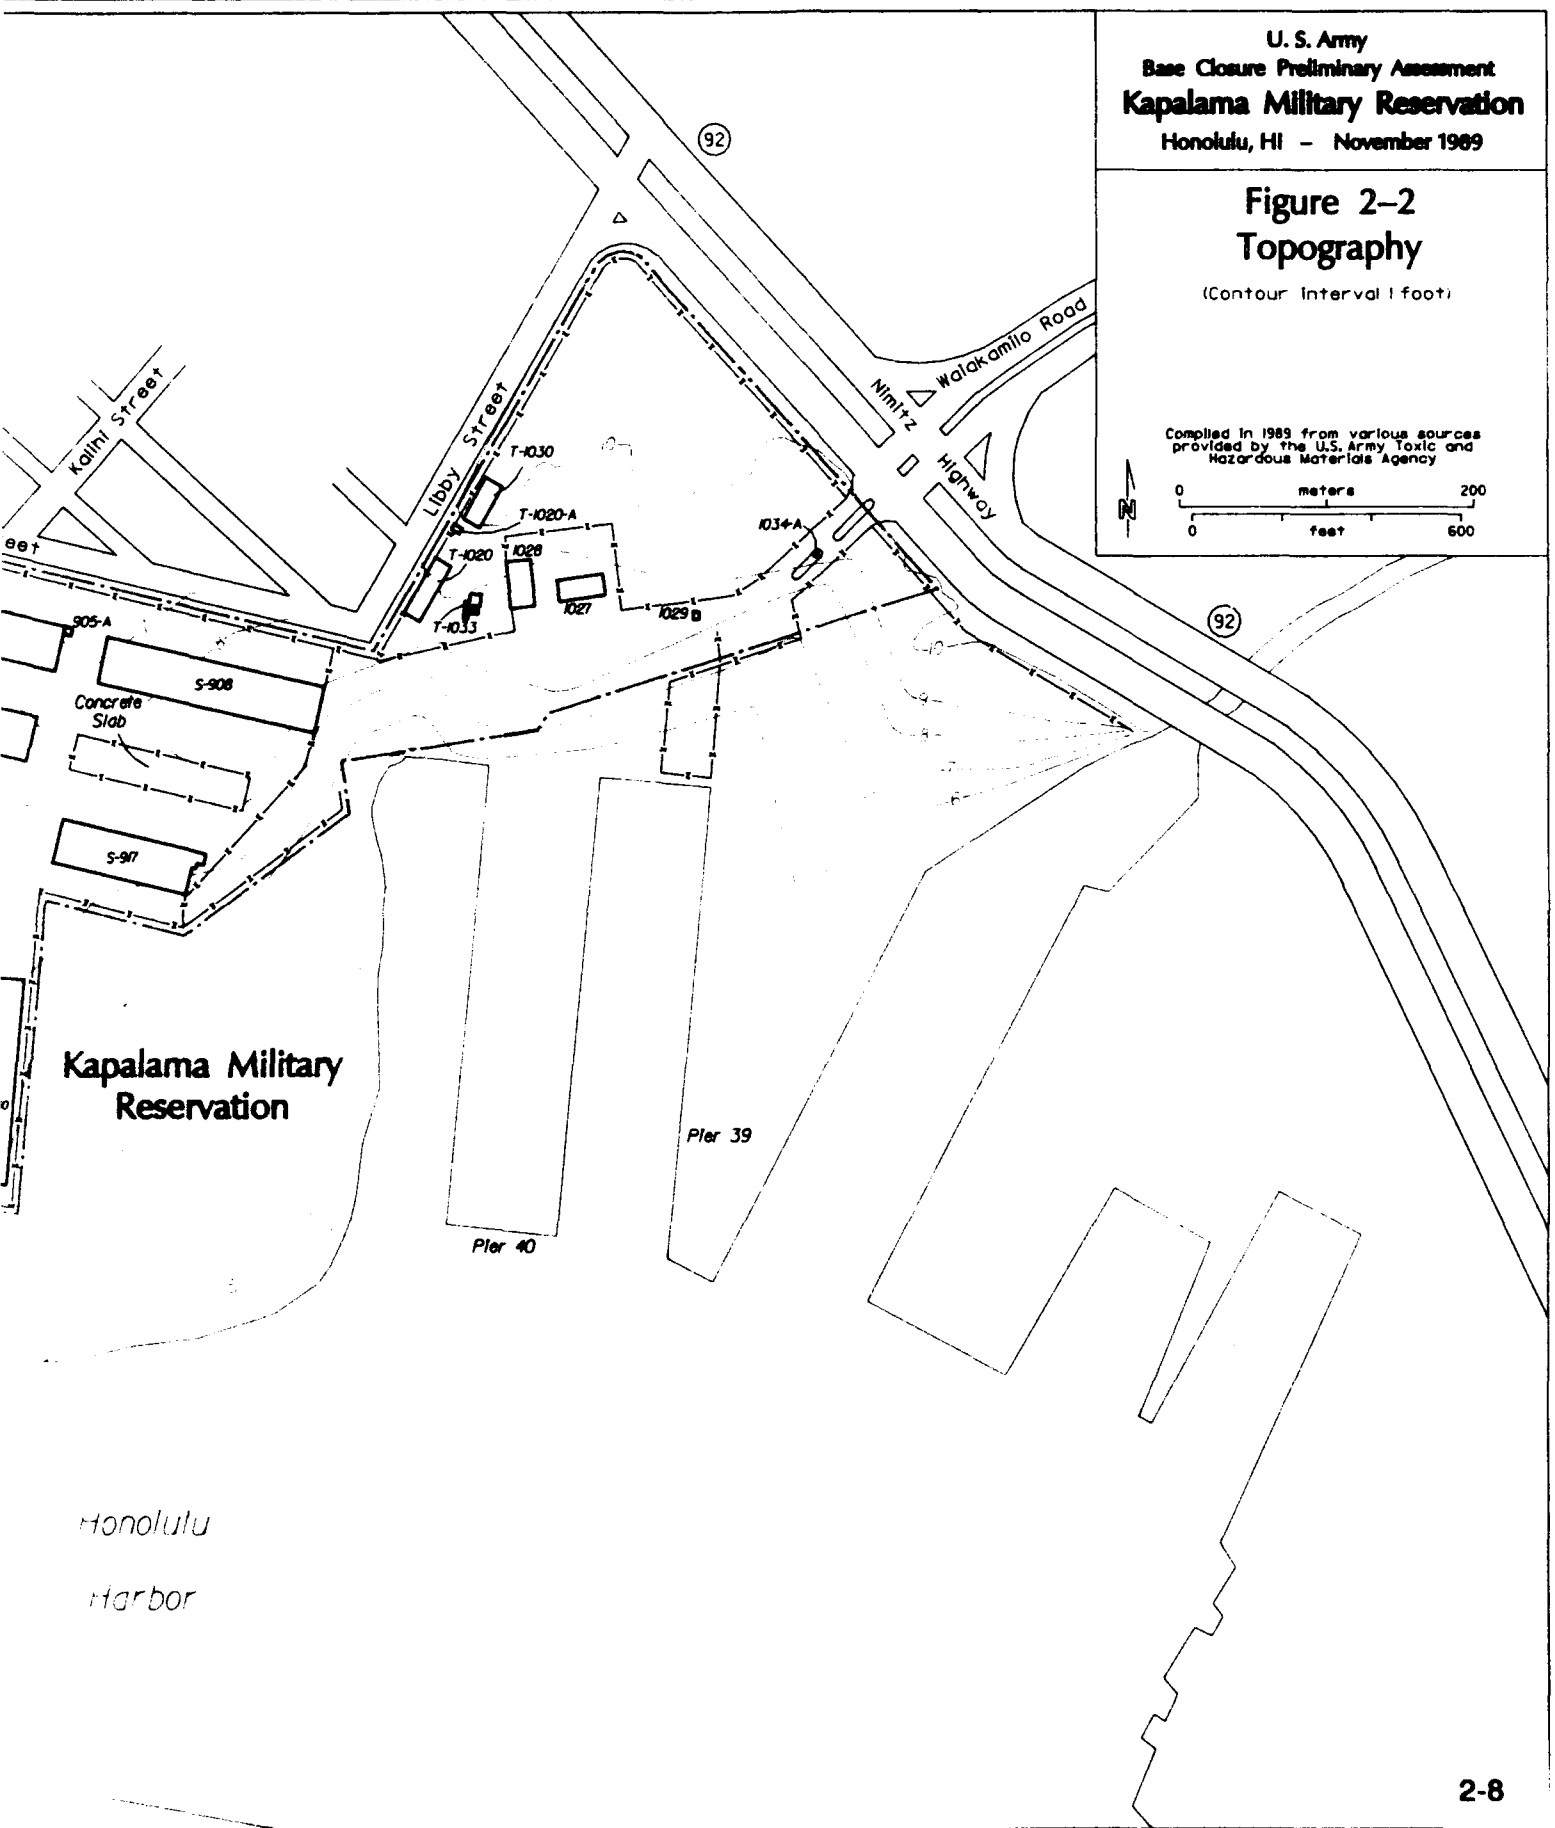 U. S. Army
Base Closure Preliminary Assessment
Kapalama Military Reservation
Honolulu, HI – November 1989
Figure 2–2
Topography
(Contour interval 1 foot)
Compiled in 1989 from various sources
provided by the U.S. Army Toxic and
Hazardous Materials Agency
N
0 meters 200
0 feet 600
92
Waiakamilo Road
Nimitz
Highway
Kalihi Street
Libby Street
eet
T-1030
T-1020-A
T-1020
1028
1027
T-1033
1029
1034-A
10
92
905-A
S-908
Concrete
Slab
S-917
10
9
8
7
6
Kapalama Military
Reservation
Pier 39
Pier 40
Honolulu
Harbor
2-8